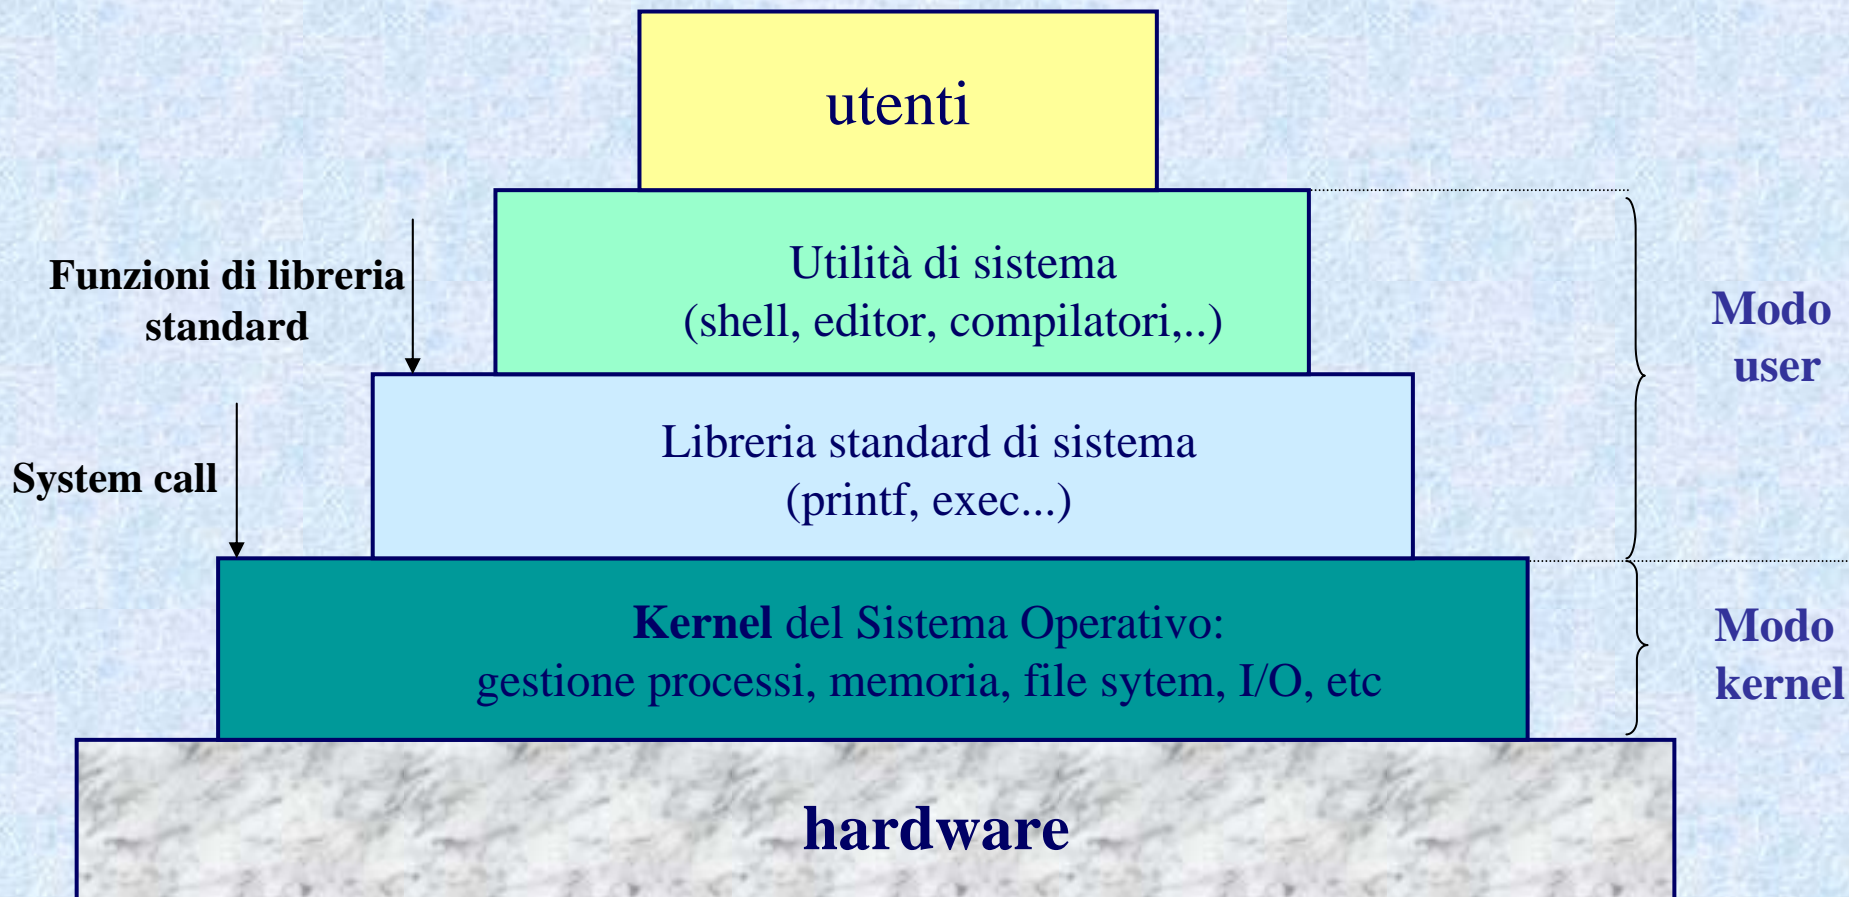 utenti
Utilità di sistema
(shell, editor, compilatori,..)
Funzioni di libreria
standard
Modo
user
Libreria standard di sistema
(printf, exec...)
System call
Kernel del Sistema Operativo:
gestione processi, memoria, file sytem, I/O, etc
Modo
kernel
hardware